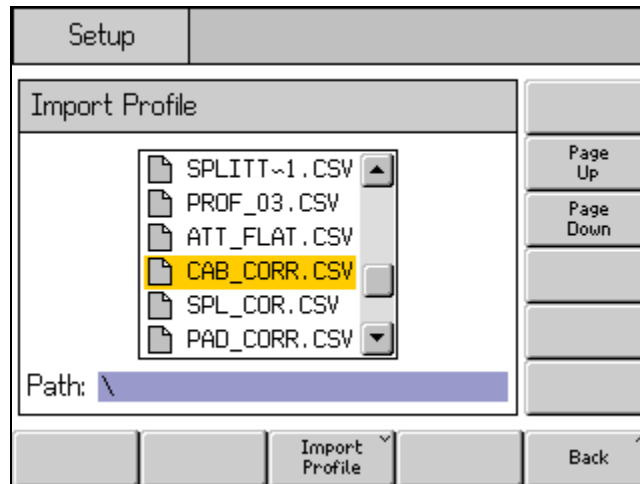 Setup
Import Profile
SPLITT~1.CSV
PROF_03.CSV
ATT_FLAT.CSV
CAB_CORR.CSV
SPL_COR.CSV
PAD_CORR.CSV
Path: \
Page
Up
Page
Down
Import
Profile
Back